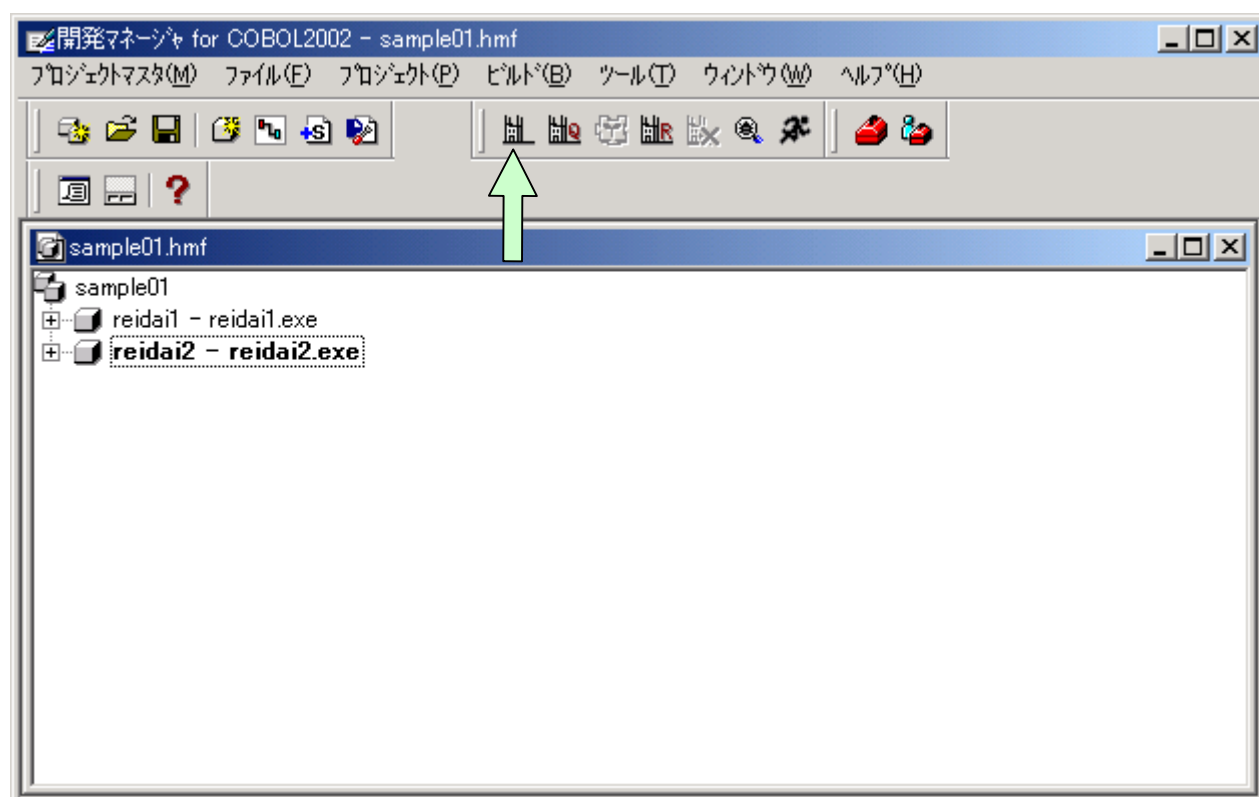 開発ﾏﾈｰｼﾞｬ for COBOL2002 - sample01.hmf
ﾌﾟﾛｼﾞｪｸﾄﾏｽﾀ(M) ﾌｧｲﾙ(F) ﾌﾟﾛｼﾞｪｸﾄ(P) ﾋﾞﾙﾄﾞ(B) ﾂｰﾙ(T) ｳｨﾝﾄﾞｳ(W) ﾍﾙﾌﾟ(H)
sample01.hmf
sample01
reidai1 - reidai1.exe
reidai2 - reidai2.exe